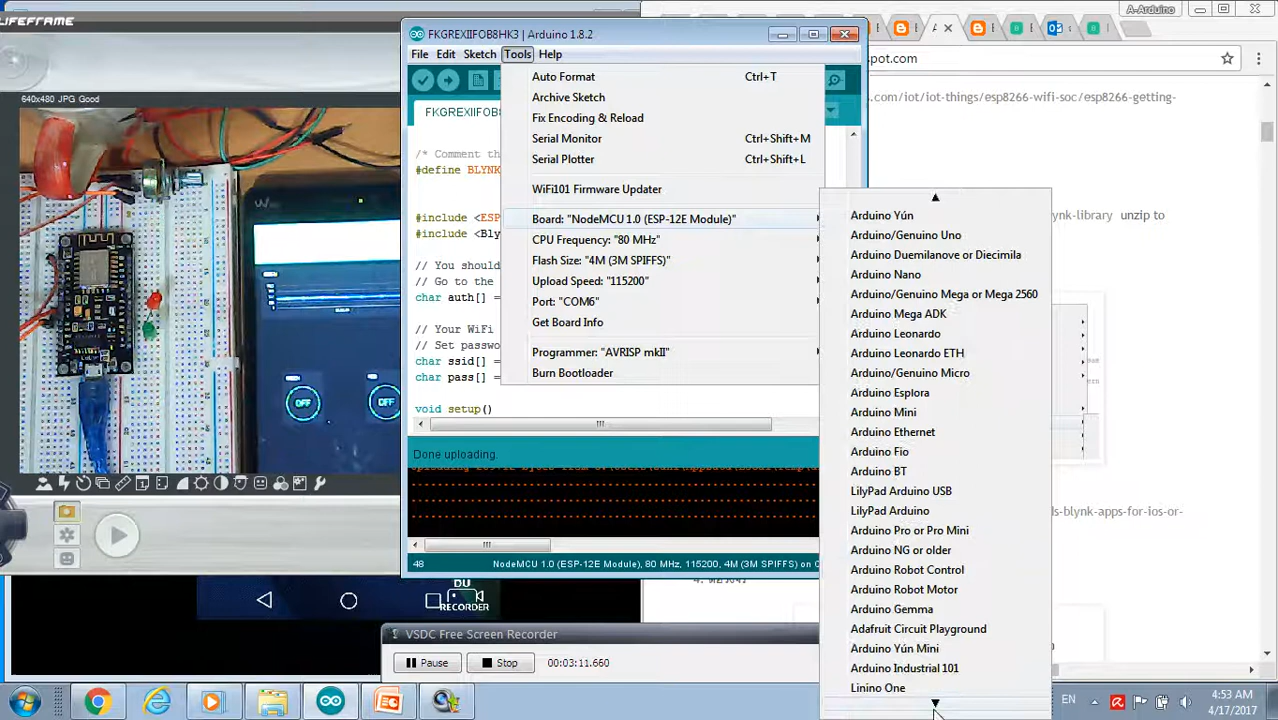 LIFEFRAME
640x480 JPG Good
OFF
OFF
DU
RECORDER
FKGREXIIFOB8HK3 | Arduino 1.8.2
File Edit Sketch Tools Help
FKGREXIIFOB8
/* Comment th
#define BLYNK
#include <ESP
#include <Bly
// You should
// Go to the
char auth[] =
// Your WiFi
// Set passwo
char ssid[] =
char pass[] =
void setup()
Done uploading.
48 NodeMCU 1.0 (ESP-12E Module), 80 MHz, 115200, 4M (3M SPIFFS) on C
Auto Format Ctrl+T
Archive Sketch
Fix Encoding & Reload
Serial Monitor Ctrl+Shift+M
Serial Plotter Ctrl+Shift+L
WiFi101 Firmware Updater
Board: "NodeMCU 1.0 (ESP-12E Module)"
CPU Frequency: "80 MHz"
Flash Size: "4M (3M SPIFFS)"
Upload Speed: "115200"
Port: "COM6"
Get Board Info
Programmer: "AVRISP mkII"
Burn Bootloader
Arduino Yún
Arduino/Genuino Uno
Arduino Duemilanove or Diecimila
Arduino Nano
Arduino/Genuino Mega or Mega 2560
Arduino Mega ADK
Arduino Leonardo
Arduino Leonardo ETH
Arduino/Genuino Micro
Arduino Esplora
Arduino Mini
Arduino Ethernet
Arduino Fio
Arduino BT
LilyPad Arduino USB
LilyPad Arduino
Arduino Pro or Pro Mini
Arduino NG or older
Arduino Robot Control
Arduino Robot Motor
Arduino Gemma
Adafruit Circuit Playground
Arduino Yún Mini
Arduino Industrial 101
Linino One
A-Arduino
spot.com
s.com/iot/iot-things/esp8266-wifi-soc/esp8266-getting-
nk-library unzip to
ds-blynk-apps-for-ios-or-
VSDC Free Screen Recorder
Pause Stop 00:03:11.660
EN
4:53 AM
4/17/2017